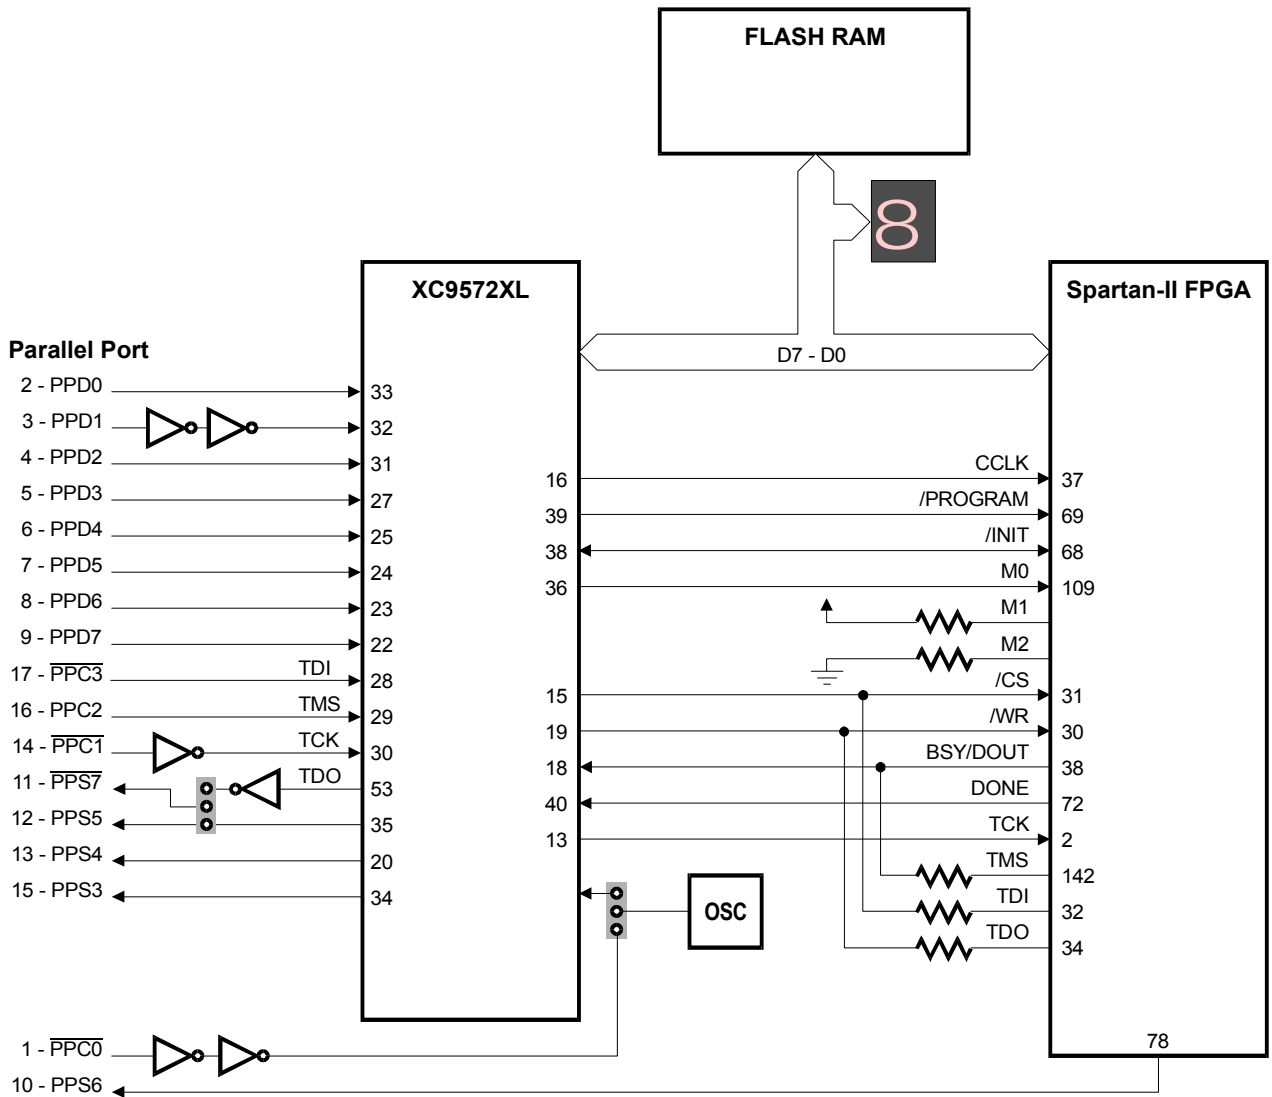 FLASH RAM
8
XC9572XL
Spartan-II FPGA
D7 - D0
Parallel Port
2 - PPD0 33
3 - PPD1 32
4 - PPD2 31
5 - PPD3 27
6 - PPD4 25
7 - PPD5 24
8 - PPD6 23
9 - PPD7 22
17 - PPC3 TDI 28
16 - PPC2 TMS 29
14 - PPC1 TCK 30
11 - PPS7 TDO 53
12 - PPS5 35
13 - PPS4 20
15 - PPS3 34
16 CCLK 37
39 /PROGRAM 69
38 /INIT 68
36 M0 109
M1
M2
15 /CS 31
19 /WR 30
18 BSY/DOUT 38
40 DONE 72
13 TCK 2
TMS 142
TDI 32
TDO 34
OSC
1 - PPC0
10 - PPS6
78